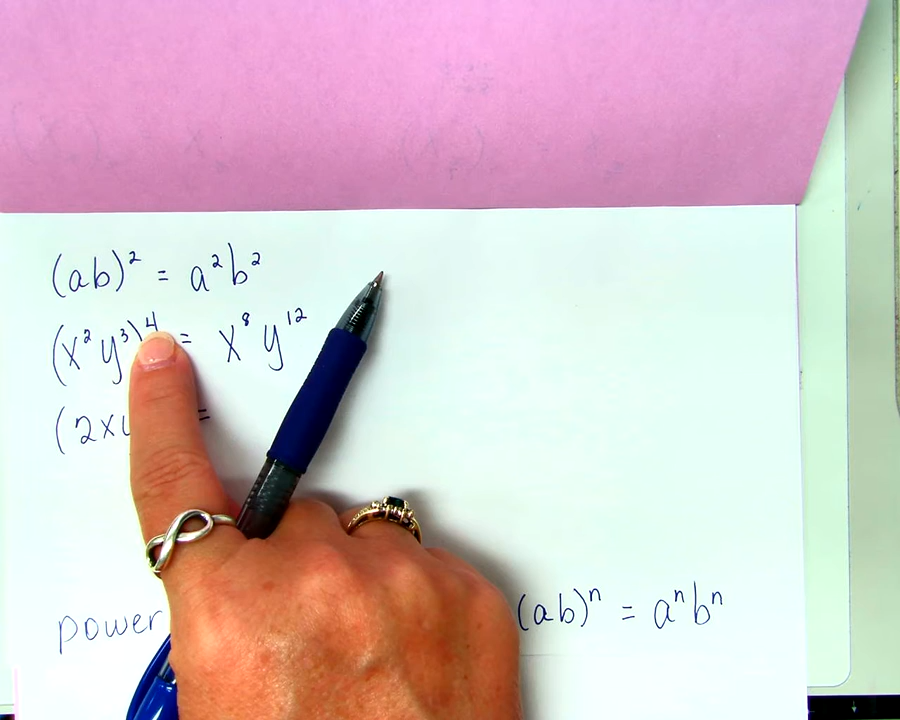 (ab)² = a²b²
(x²y³)⁴ = x⁸y¹²
(2x =
power (ab)ⁿ = aⁿbⁿ